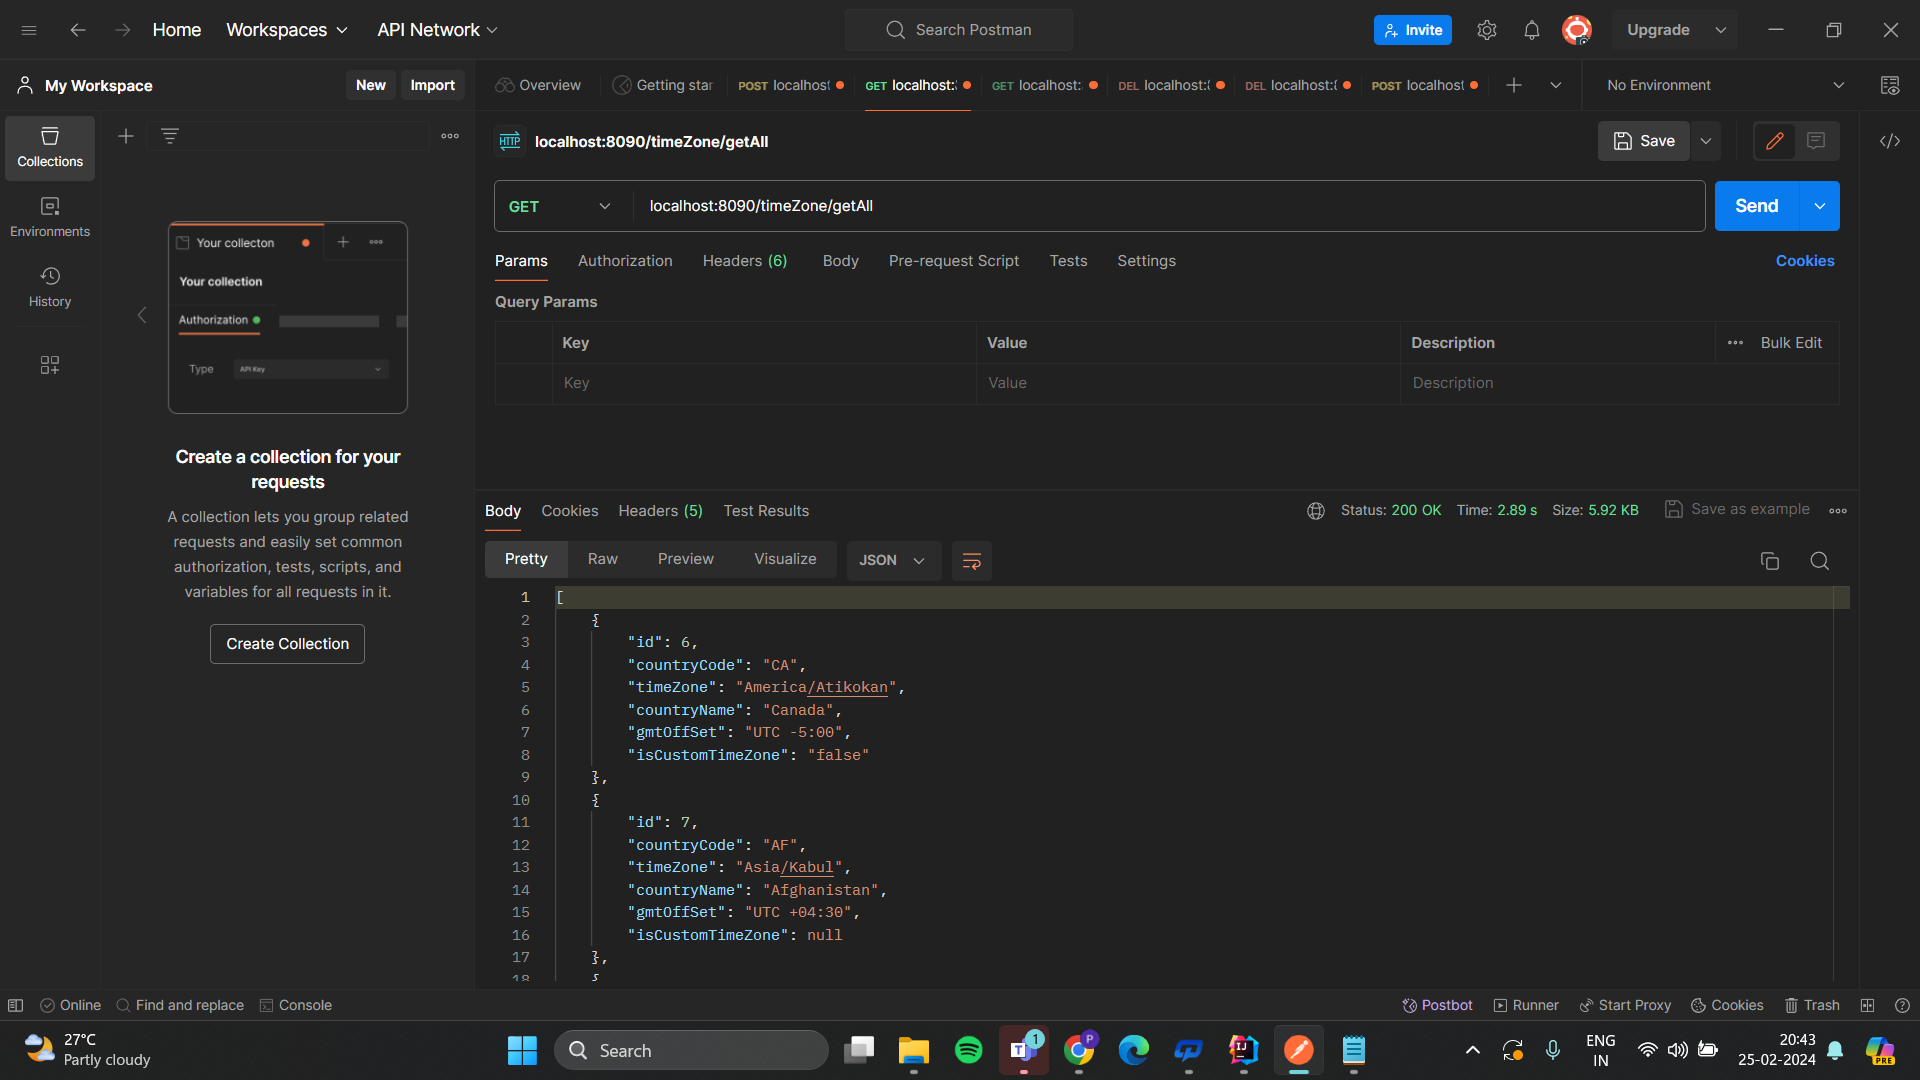 Home Workspaces API Network Search Postman Invite Upgrade
My Workspace New Import Overview Getting star POST localhost GET localhost: GET localhost: DEL localhost:( DEL localhost:( POST localhost No Environment
HTTP localhost:8090/timeZone/getAll Save
Collections
Environments
History
Your collecton
Your collection
Authorization
Type API Key
Create a collection for your
requests
A collection lets you group related
requests and easily set common
authorization, tests, scripts, and
variables for all requests in it.
Create Collection
GET localhost:8090/timeZone/getAll Send
Params Authorization Headers (6) Body Pre-request Script Tests Settings Cookies
Query Params
Key Value Description Bulk Edit
Key Value Description
Body Cookies Headers (5) Test Results Status: 200 OK Time: 2.89 s Size: 5.92 KB Save as example
Pretty Raw Preview Visualize JSON
1 [
2 {
3 "id": 6,
4 "countryCode": "CA",
5 "timeZone": "America/Atikokan",
6 "countryName": "Canada",
7 "gmtOffSet": "UTC -5:00",
8 "isCustomTimeZone": "false"
9 },
10 {
11 "id": 7,
12 "countryCode": "AF",
13 "timeZone": "Asia/Kabul",
14 "countryName": "Afghanistan",
15 "gmtOffSet": "UTC +04:30",
16 "isCustomTimeZone": null
17 },
18 {
Online Find and replace Console Postbot Runner Start Proxy Cookies Trash
27°C
Partly cloudy
Search
T 1 P IJ
ENG
IN
20:43
25-02-2024
PRE